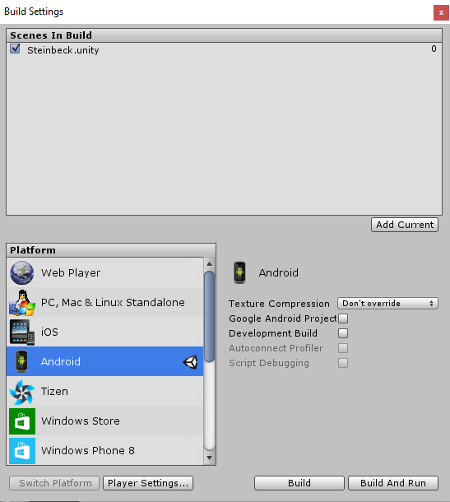 Build Settings
x
Scenes In Build
Steinbeck.unity 0
Add Current
Platform
Web Player
PC, Mac & Linux Standalone
iOS
Android
Tizen
Windows Store
Windows Phone 8
Android
Texture Compression Don't override
Google Android Project
Development Build
Autoconnect Profiler
Script Debugging
Switch Platform Player Settings... Build Build And Run